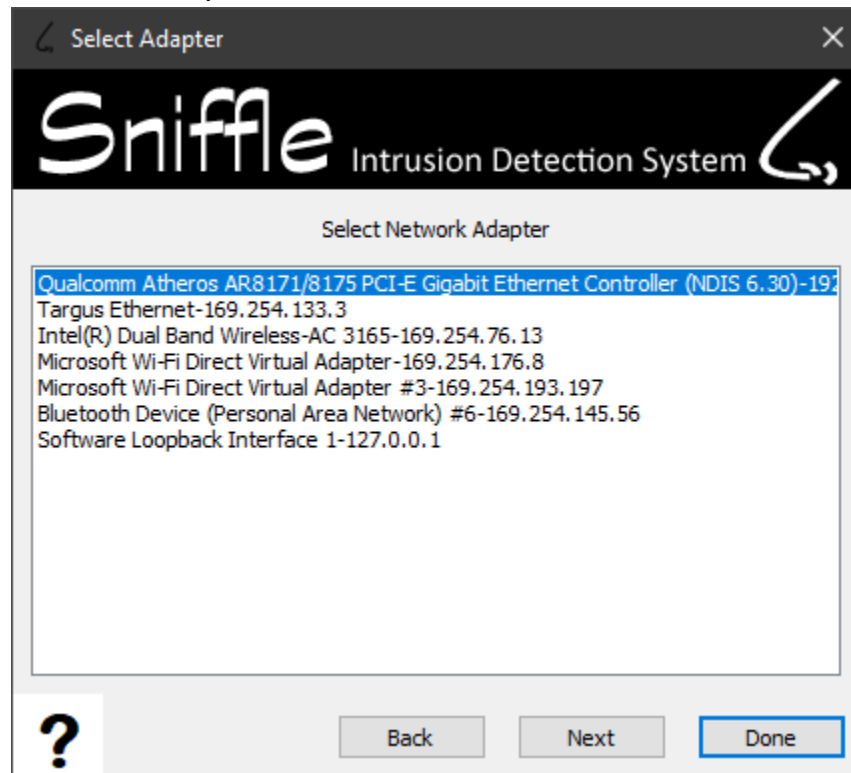 Select Adapter
Sniffle Intrusion Detection System
Select Network Adapter
Qualcomm Atheros AR8171/8175 PCI-E Gigabit Ethernet Controller (NDIS 6.30)-192
Targus Ethernet-169.254.133.3
Intel(R) Dual Band Wireless-AC 3165-169.254.76.13
Microsoft Wi-Fi Direct Virtual Adapter-169.254.176.8
Microsoft Wi-Fi Direct Virtual Adapter #3-169.254.193.197
Bluetooth Device (Personal Area Network) #6-169.254.145.56
Software Loopback Interface 1-127.0.0.1
? Back Next Done